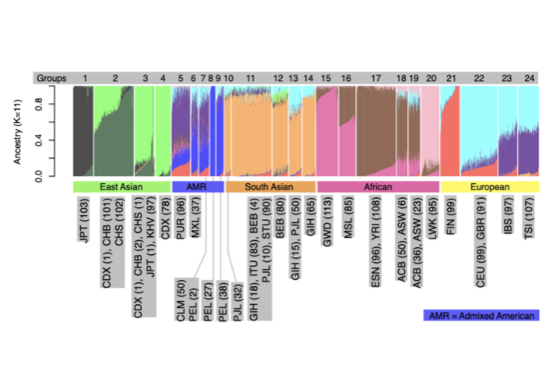 Groups 1 2 3 4 5 6 7 8 9 10 11 12 13 14 15 16 17 18 19 20 21 22 23 24
Ancestry (K=11)
0.8
0.4
0.0
East Asian AMR South Asian African European
JPT (103)
CDX (1), CHB (101)
CHS (102)
CDX (1), CHB (2), CHS (1)
JPT (1), KHV (97)
CDX (78)
PUR (96)
MXL (37)
CLM (50)
PEL (2)
PEL (27)
PEL (38)
PJL (32)
GIH (18), ITU (83), BEB (4)
PJL (10), STU (90)
BEB (80)
GIH (15), PJL (50)
GIH (65)
GWD (113)
MSL (85)
ESN (96), YRI (108)
ACB (50), ASW (6)
ACB (36), ASW (23)
LWK (95)
FIN (99)
CEU (99), GBR (91)
IBS (97)
TSI (107)
AMR = Admixed American